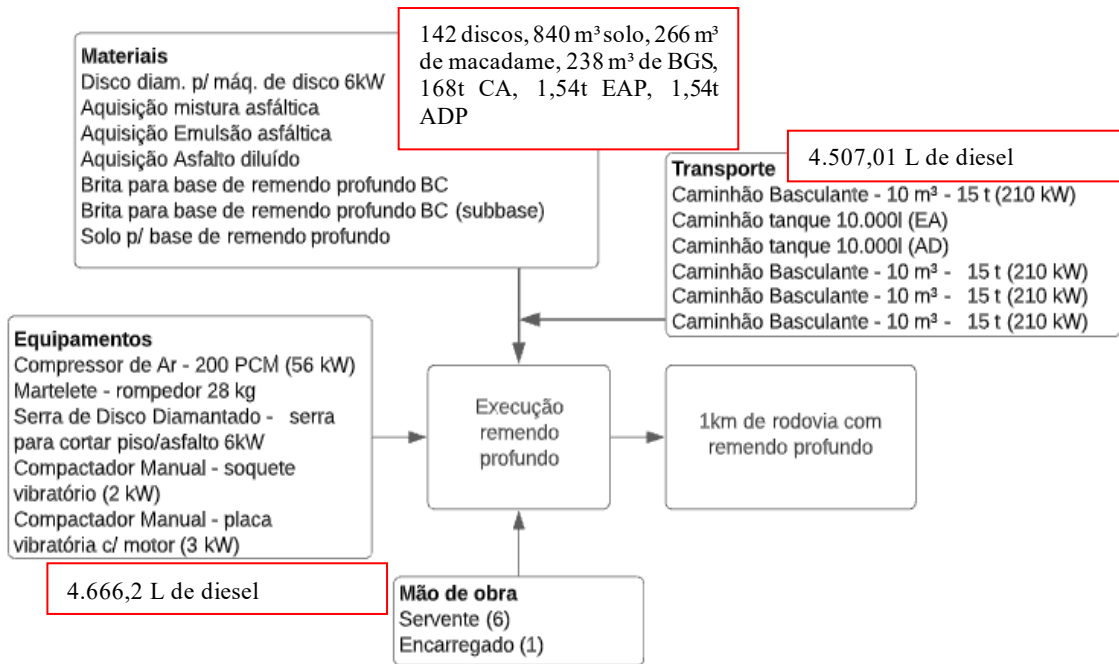 Materiais
Disco diam. p/ máq. de disco 6kW
Aquisição mistura asfáltica
Aquisição Emulsão asfáltica
Aquisição Asfalto diluído
Brita para base de remendo profundo BC
Brita para base de remendo profundo BC (subbase)
Solo p/ base de remendo profundo
142 discos, 840 m³ solo, 266 m³
de macadame, 238 m³ de BGS,
168t CA, 1,54t EAP, 1,54t
ADP
4.507,01 L de diesel
Transporte
Caminhão Basculante - 10 m³ - 15 t (210 kW)
Caminhão tanque 10.000l (EA)
Caminhão tanque 10.000l (AD)
Caminhão Basculante - 10 m³ - 15 t (210 kW)
Caminhão Basculante - 10 m³ - 15 t (210 kW)
Caminhão Basculante - 10 m³ - 15 t (210 kW)
Equipamentos
Compressor de Ar - 200 PCM (56 kW)
Martelete - rompedor 28 kg
Serra de Disco Diamantado - serra
para cortar piso/asfalto 6kW
Compactador Manual - soquete
vibratório (2 kW)
Compactador Manual - placa
vibratória c/ motor (3 kW)
4.666,2 L de diesel
Execução
remendo
profundo
1km de rodovia com
remendo profundo
Mão de obra
Servente (6)
Encarregado (1)